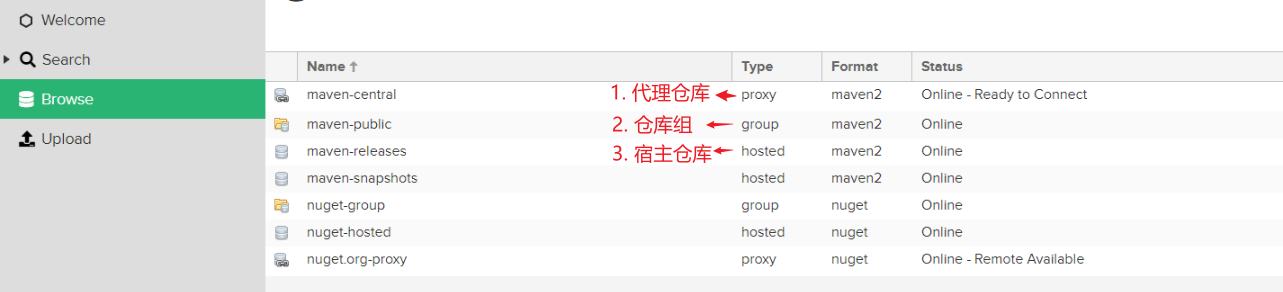 Welcome
Search
Browse
Upload
Name Type Format Status
maven-central 1. 代理仓库 proxy maven2 Online - Ready to Connect
maven-public 2. 仓库组 group maven2 Online
maven-releases 3. 宿主仓库 hosted maven2 Online
maven-snapshots hosted maven2 Online
nuget-group group nuget Online
nuget-hosted hosted nuget Online
nuget.org-proxy proxy nuget Online - Remote Available